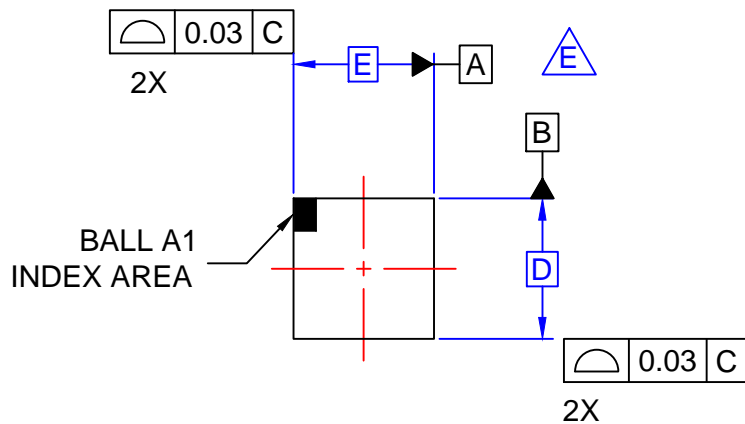 ⌓ 0.03 C
2X
E
A
E
B
BALL A1
INDEX AREA
D
⌓ 0.03 C
2X